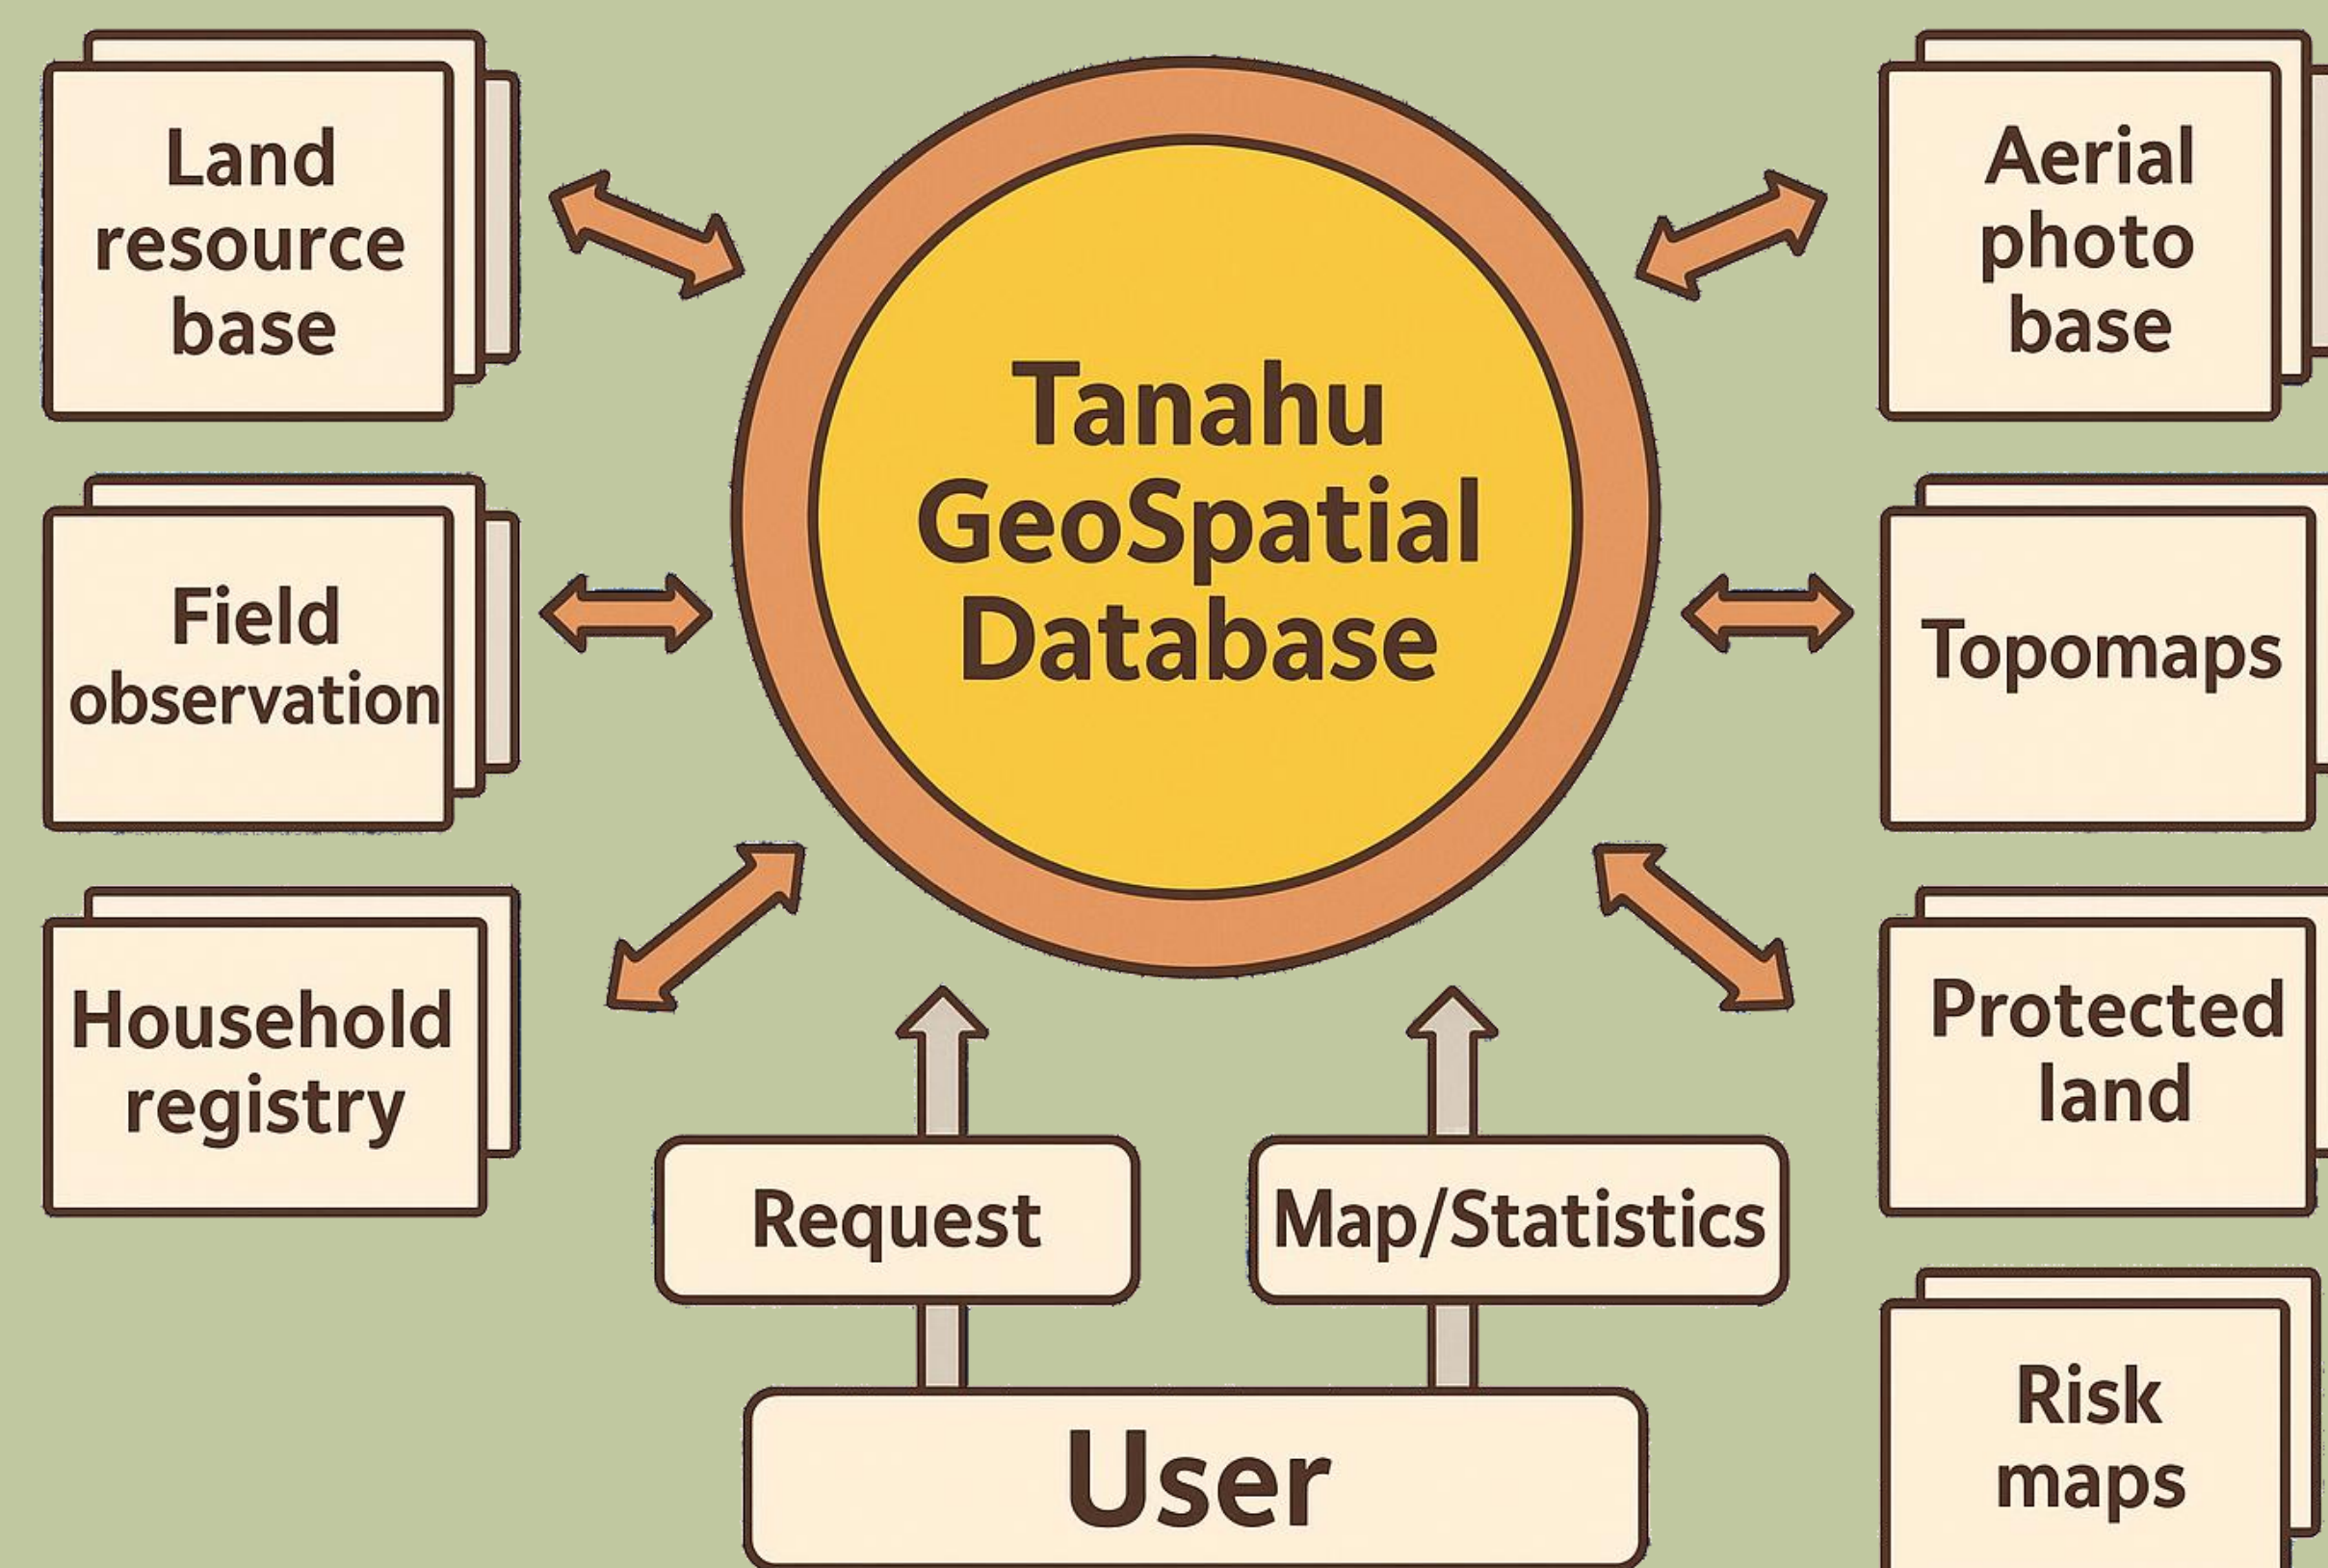 Land
resource
base
Field
observation
Household
registry
Tanahu
GeoSpatial
Database
Request
Map/Statistics
User
Aerial
photo
base
Topomaps
Protected
land
Risk
maps